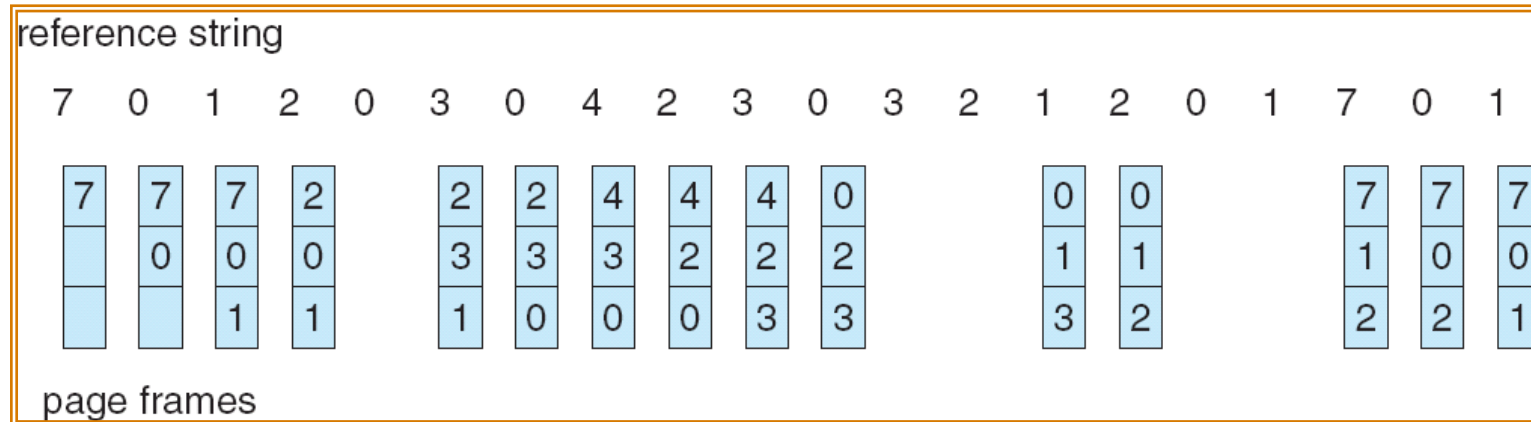 reference string
7 0 1 2 0 3 0 4 2 3 0 3 2 1 2 0 1 7 0 1
7 7 7 2 2 2 4 4 4 0 0 0 7 7 7
0 0 0 3 3 3 2 2 2 1 1 1 0 0
1 1 1 0 0 0 3 3 3 2 2 2 1
page frames